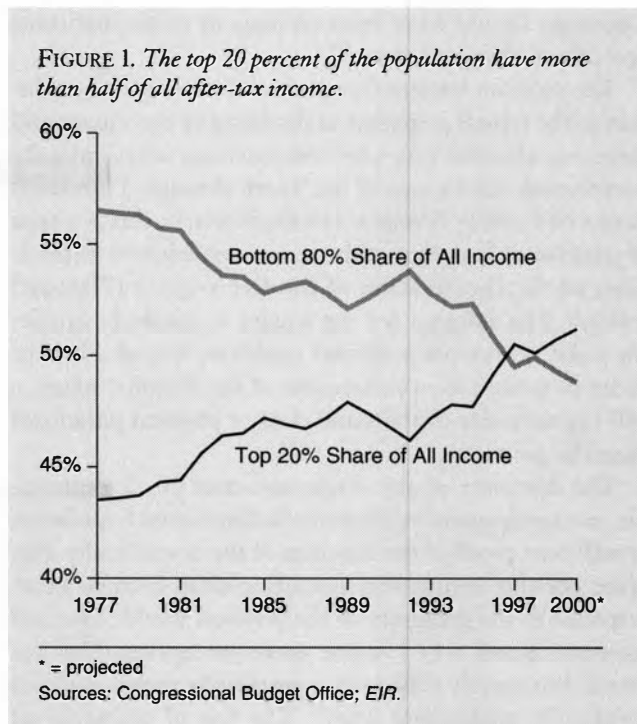 FIGURE 1. The top 20 percent of the population have more
than half of all after-tax income.
60%
55%
Bottom 80% Share of All Income
50%
45%
Top 20% Share of All Income
40%
1977 1981 1985 1989 1993 1997 2000*
* = projected
Sources: Congressional Budget Office; EIR.